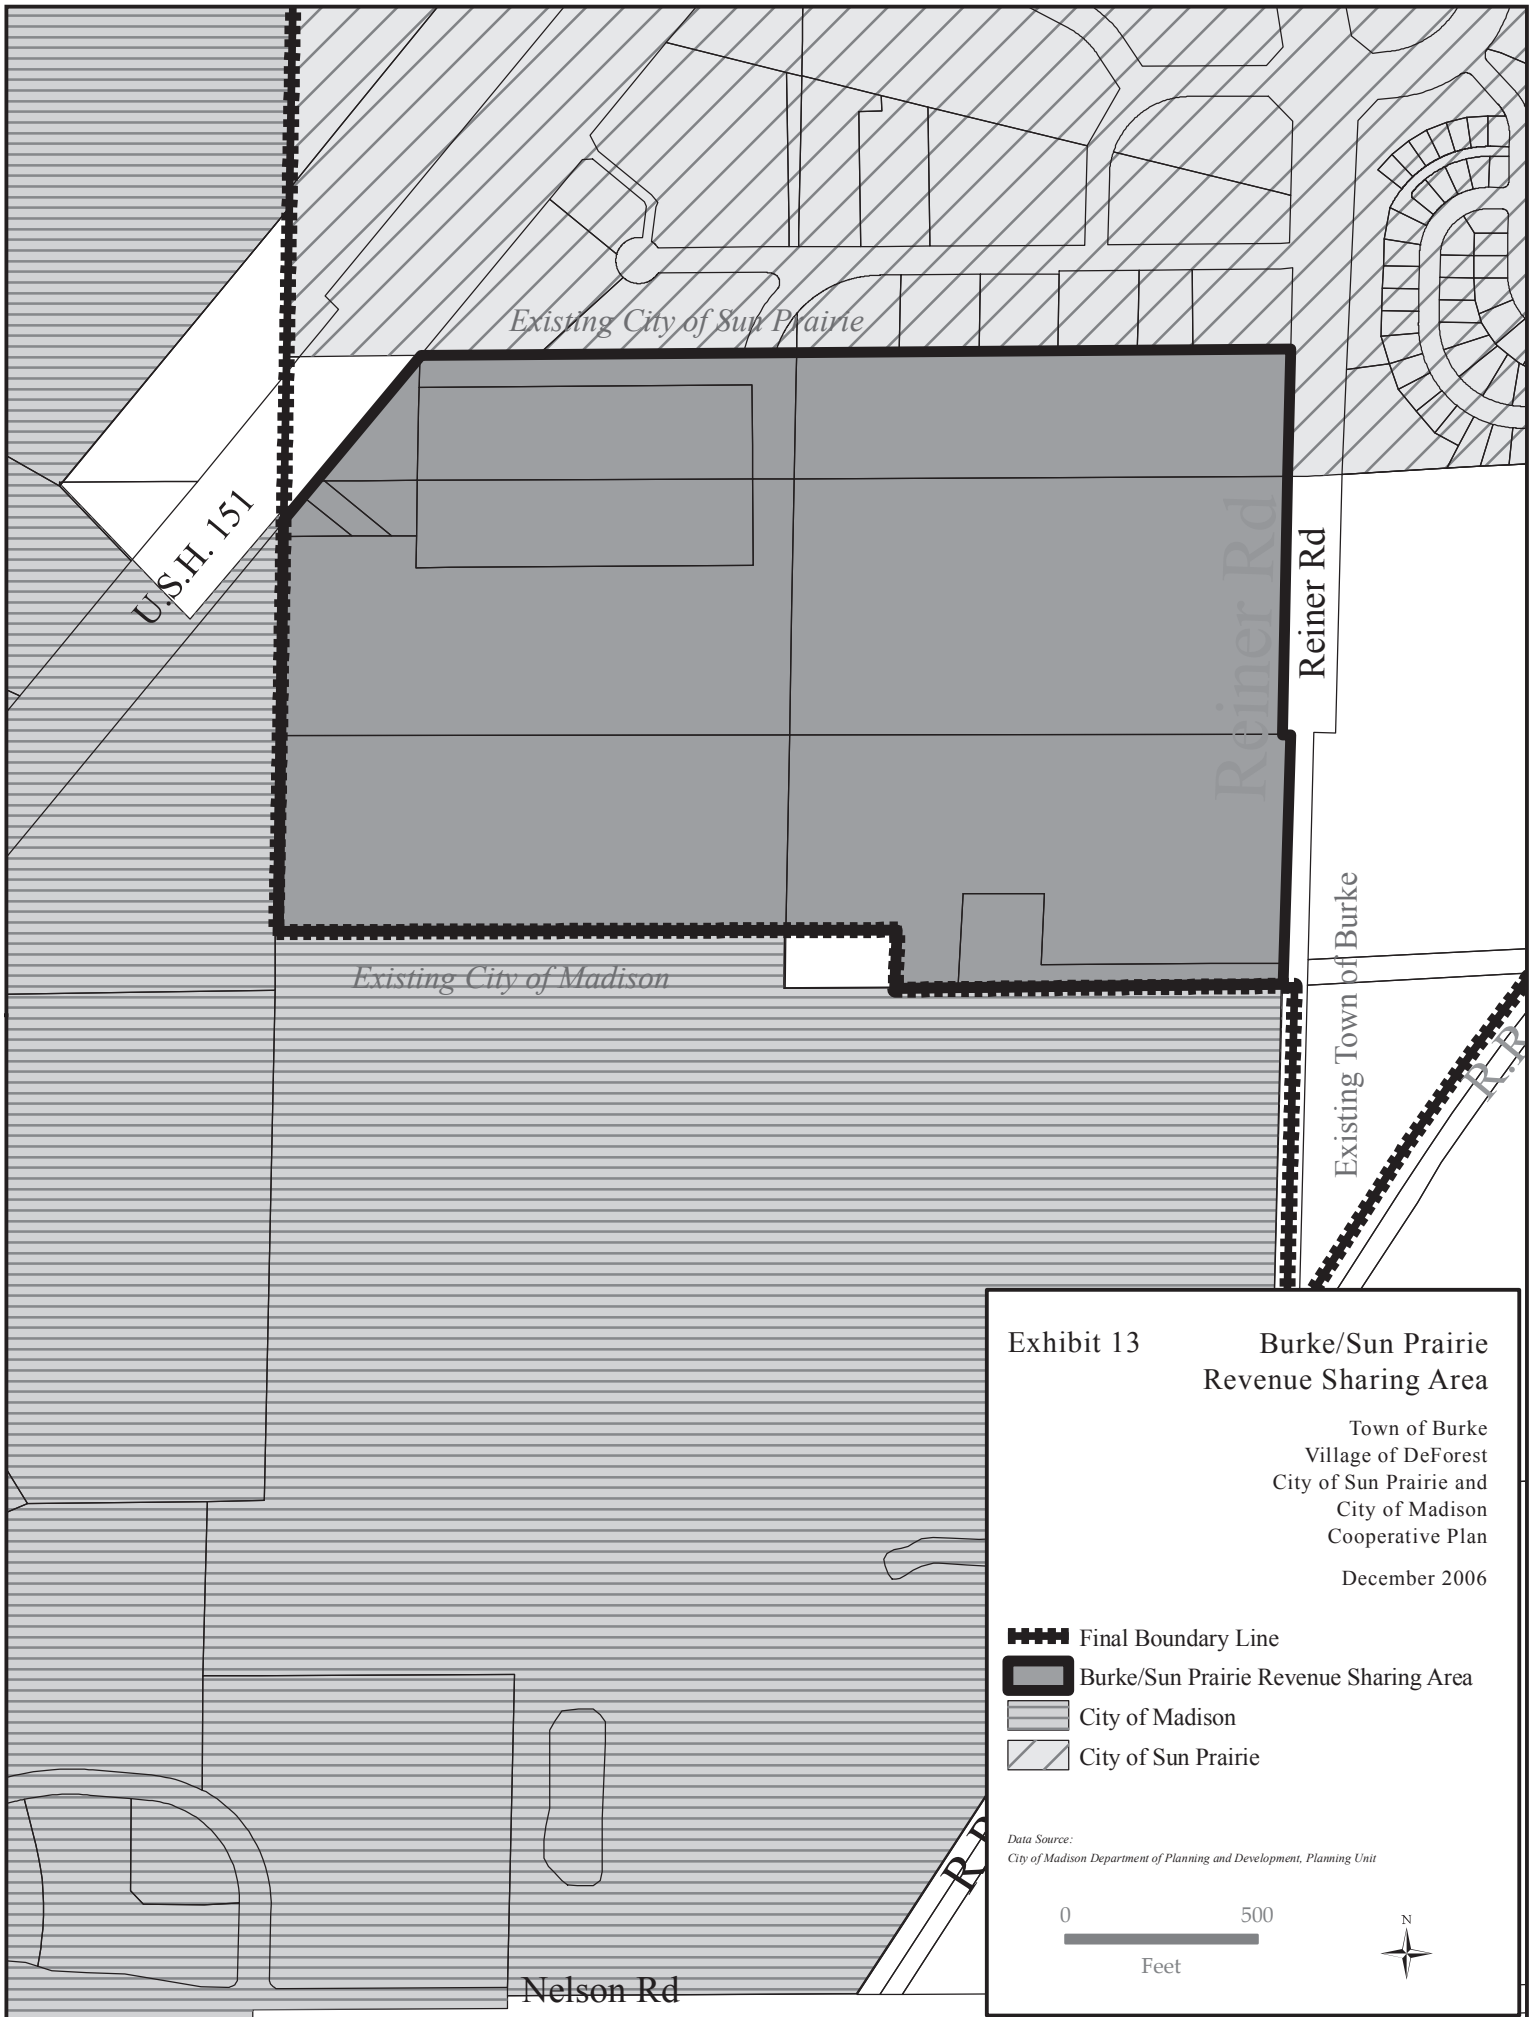 Existing City of Sun Prairie
U.S.H. 151
Reiner Rd
Reiner Rd
Existing City of Madison
Existing Town of Burke
R.R
Exhibit 13
Burke/Sun Prairie
Revenue Sharing Area
Town of Burke
Village of DeForest
City of Sun Prairie and
City of Madison
Cooperative Plan
December 2006
Final Boundary Line
Burke/Sun Prairie Revenue Sharing Area
City of Madison
City of Sun Prairie
Data Source:
City of Madison Department of Planning and Development, Planning Unit
0 500
Feet
N
Nelson Rd